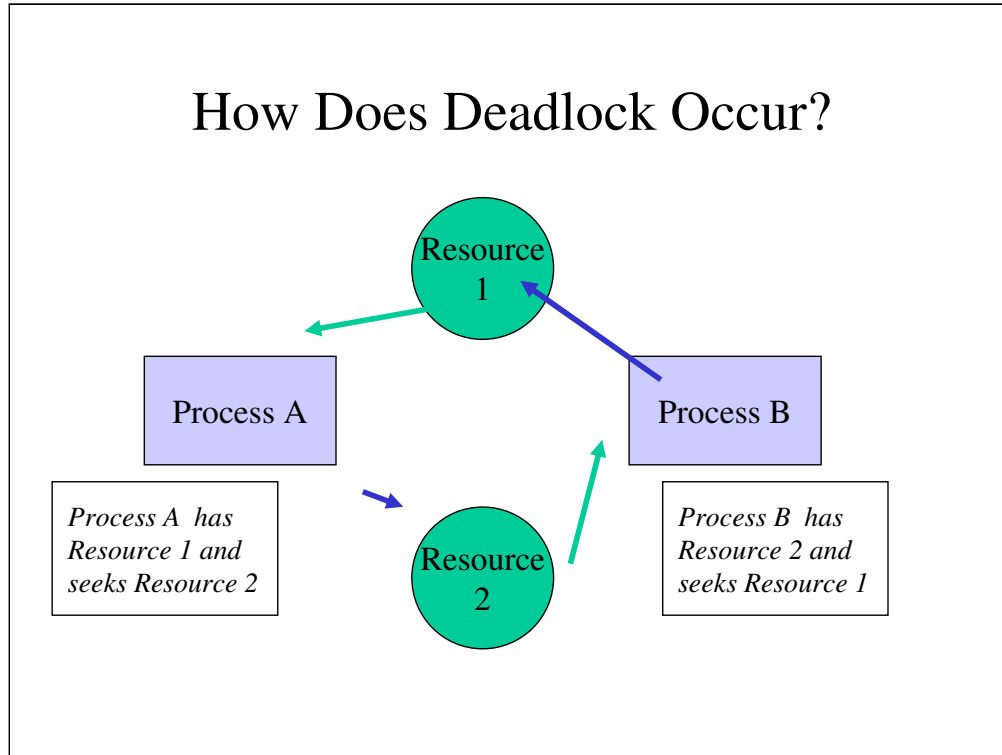 How Does Deadlock Occur?
Resource
1
Process A
Process B
Process A has
Resource 1 and
seeks Resource 2
Resource
2
Process B has
Resource 2 and
seeks Resource 1